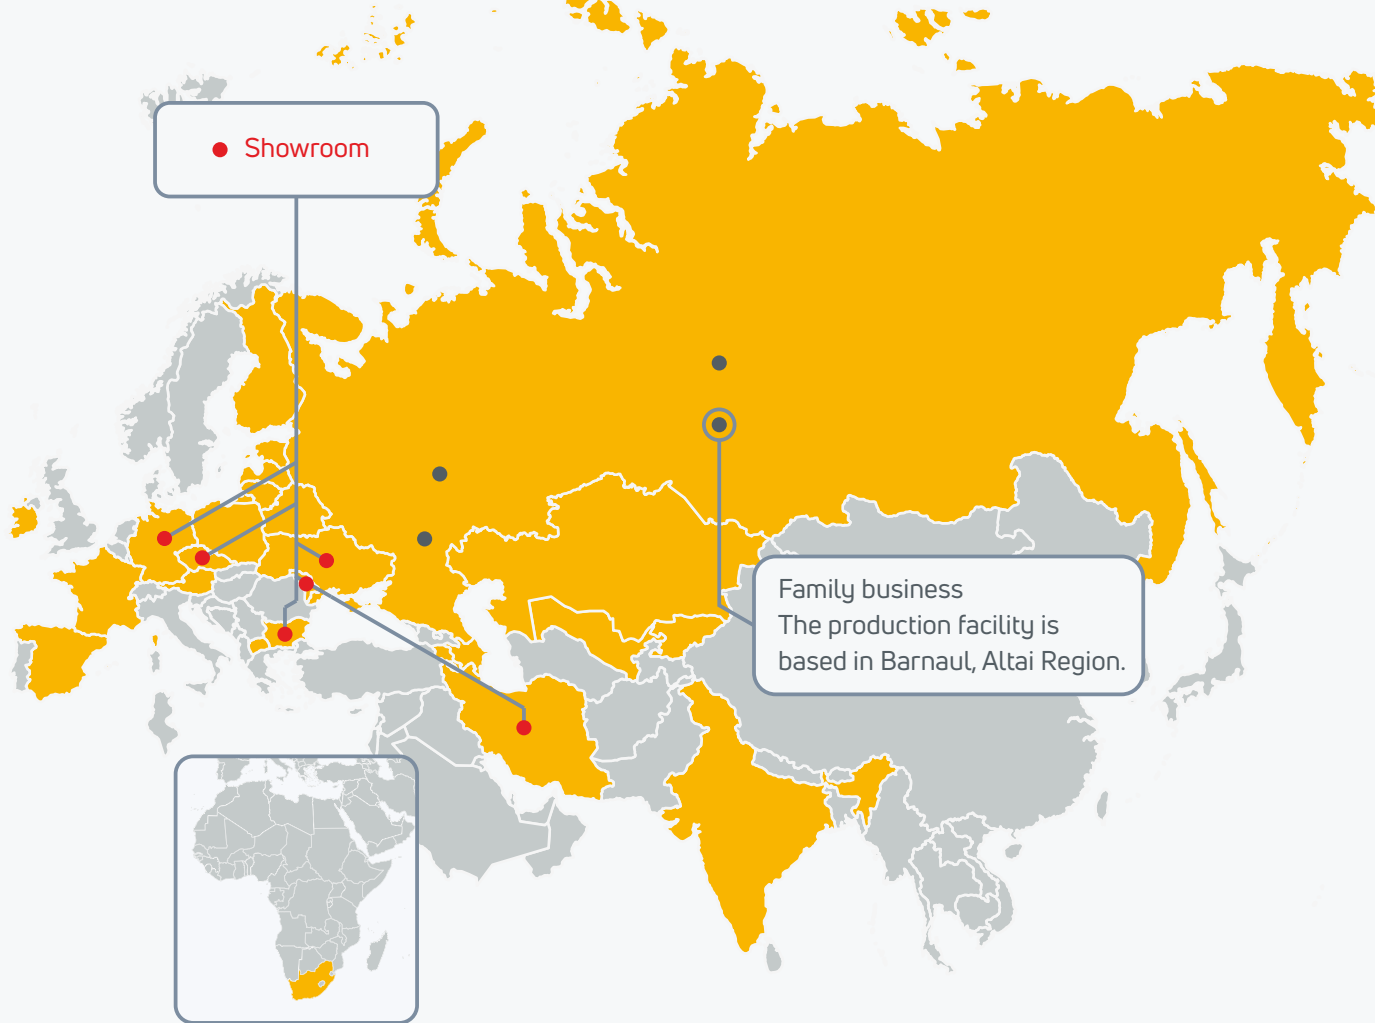 Showroom
Family business
The production facility is
based in Barnaul, Altai Region.